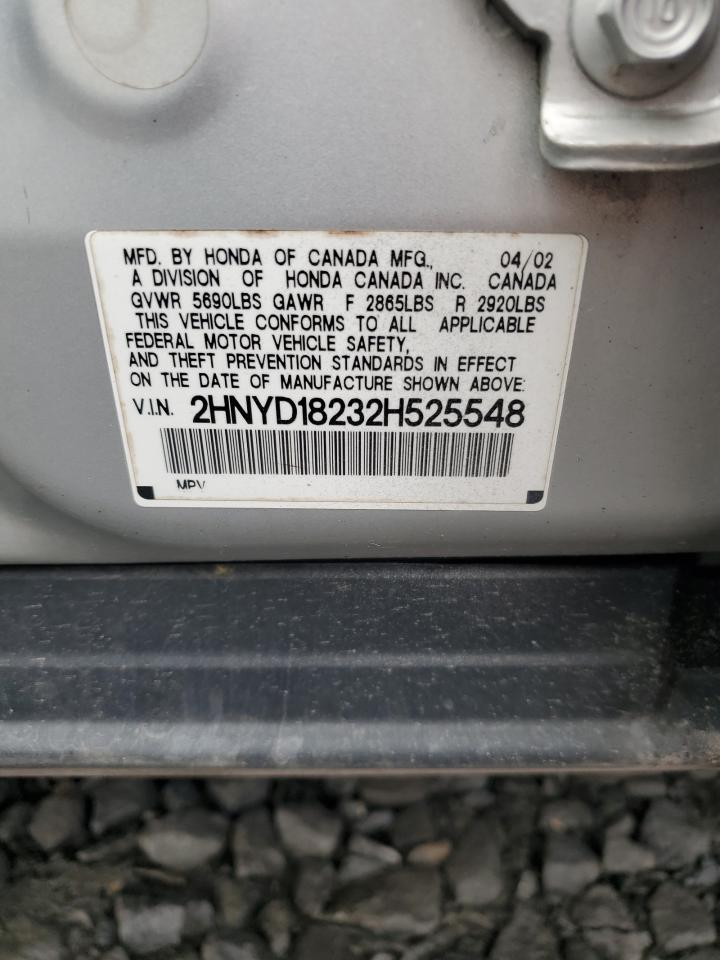 MFD. BY HONDA OF CANADA MFG., 04/02
A DIVISION OF HONDA CANADA INC. CANADA
GVWR 5690LBS GAWR F 2865LBS R 2920LBS
THIS VEHICLE CONFORMS TO ALL APPLICABLE
FEDERAL MOTOR VEHICLE SAFETY,
AND THEFT PREVENTION STANDARDS IN EFFECT
ON THE DATE OF MANUFACTURE SHOWN ABOVE:
V.I.N. 2HNYD18232H525548
MPV